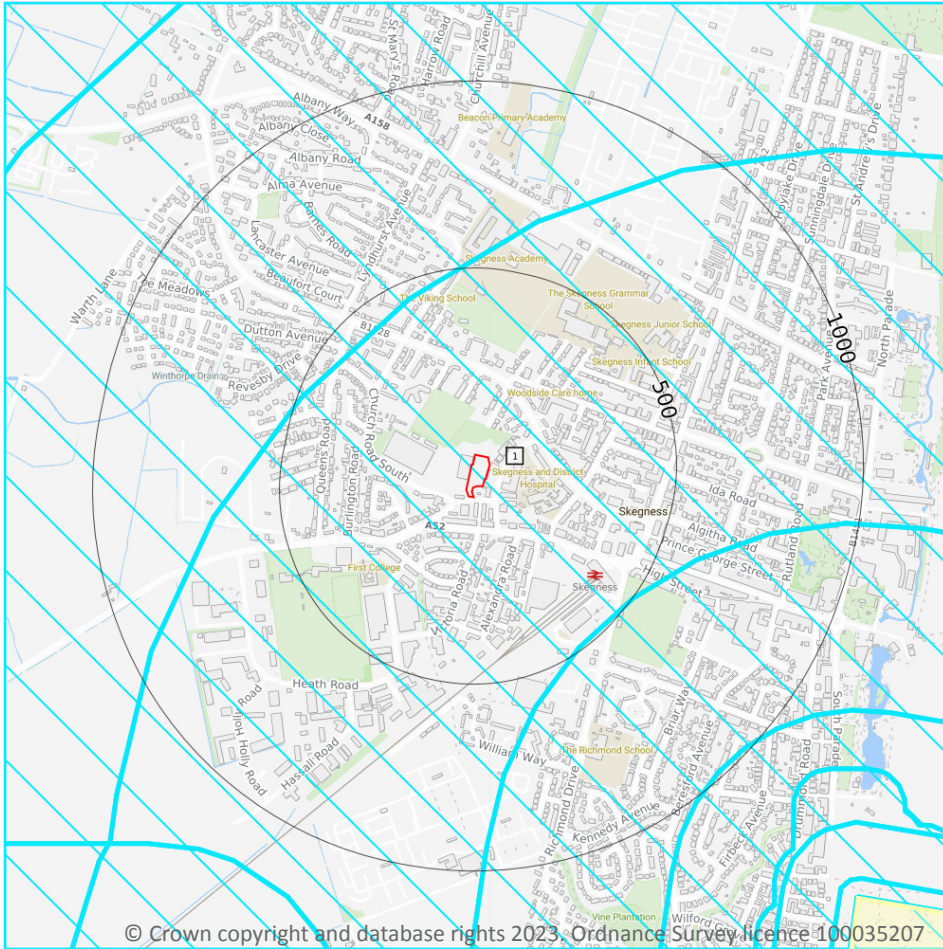 St Mary's Road
Harrow Road
Churchill Avenue
Albany Way
A158
Beacon Primary Academy
Albany Close
Albany Road
Hoylake Drive
Sunningdale Drive
St Andrew's Drive
Alma Avenue
Barnes Road
Lancaster Avenue
Skegness Academy
Beaufort Court
Warth Lane
The Meadows
The Viking School
The Skegness Grammar
School
North Parade
1000
B1528
Dutton Avenue
Skegness Junior School
Park Avenue
Winthorpe Drain
Revesby Drive
Skegness Infant School
500
Woodside Care home
Church Road South
Queens Road
Burlington Road
1
Skegness and District
Hospital
Ida Road
Skegness
A52
Algitha Road
Prince George Street
Rutland Road
First College
Victoria Road
Alexandra Road
Skegness
High Street
Heath Road
Holly Road
Hassall Road
William Way
The Richmond School
Briar Way
Beresford Avenue
South Parade
Drummond Road
Richmond Drive
Kennedy Avenue
Firbeck Avenue
Vine Plantation
Wilford
© Crown copyright and database rights 2023. Ordnance Survey licence 100035207